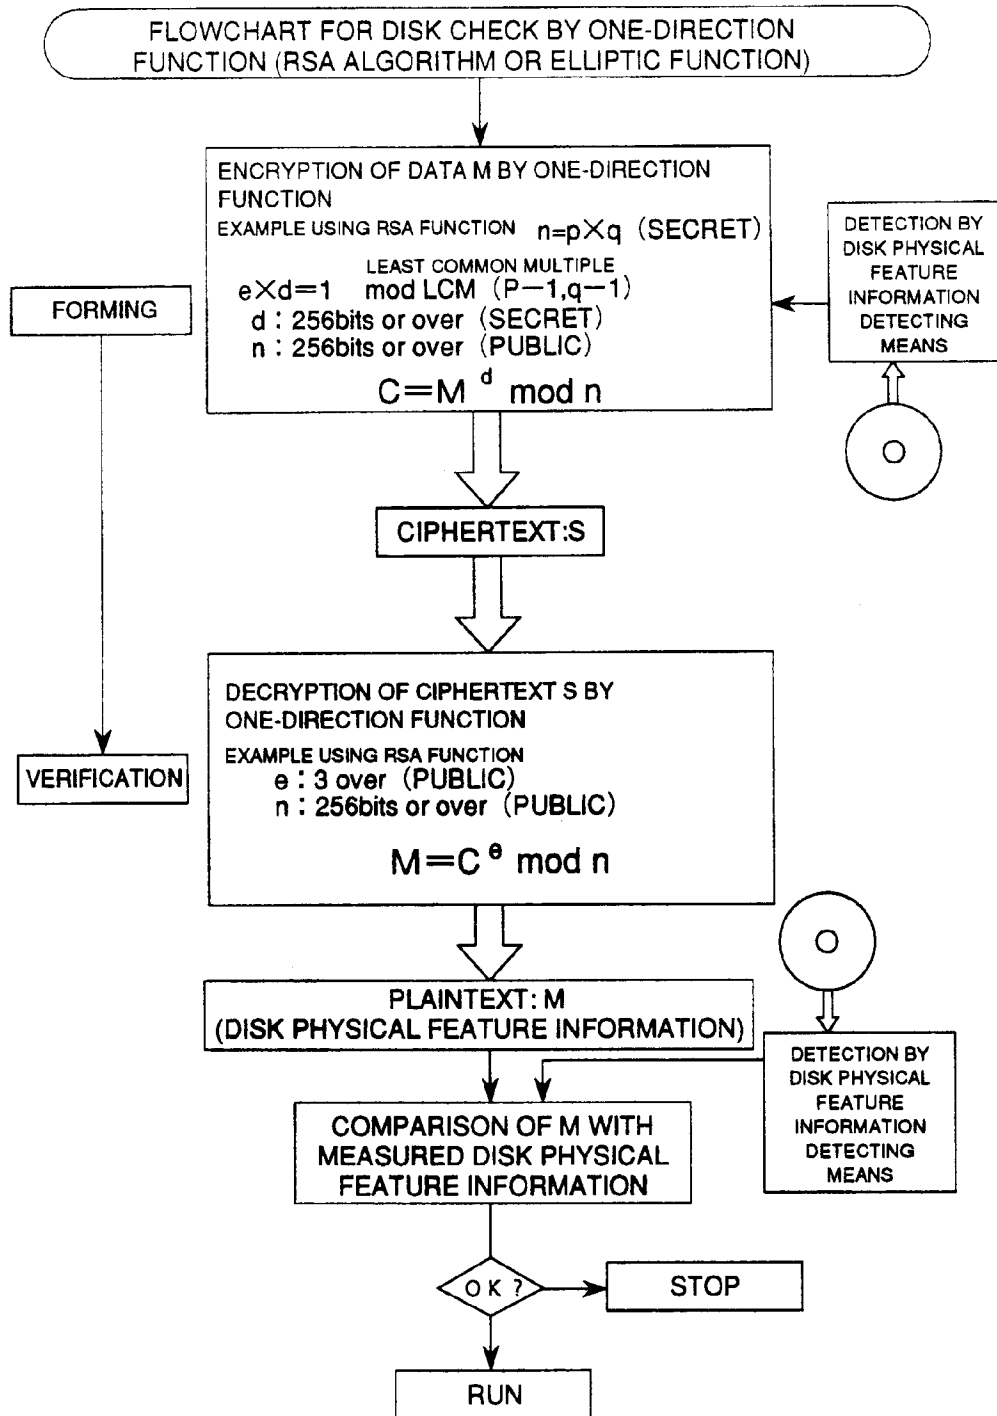 FLOWCHART FOR DISK CHECK BY ONE-DIRECTION
FUNCTION (RSA ALGORITHM OR ELLIPTIC FUNCTION)
ENCRYPTION OF DATA M BY ONE-DIRECTION
FUNCTION
EXAMPLE USING RSA FUNCTION n=p×q (SECRET)
LEAST COMMON MULTIPLE
e×d=1 mod LCM (P−1,q−1)
d : 256bits or over (SECRET)
n : 256bits or over (PUBLIC)
C=M^d mod n
DETECTION BY
DISK PHYSICAL
FEATURE
INFORMATION
DETECTING
MEANS
FORMING
CIPHERTEXT:S
DECRYPTION OF CIPHERTEXT S BY
ONE-DIRECTION FUNCTION
EXAMPLE USING RSA FUNCTION
e : 3 over (PUBLIC)
n : 256bits or over (PUBLIC)
M=C^e mod n
VERIFICATION
PLAINTEXT: M
(DISK PHYSICAL FEATURE INFORMATION)
DETECTION BY
DISK PHYSICAL
FEATURE
INFORMATION
DETECTING
MEANS
COMPARISON OF M WITH
MEASURED DISK PHYSICAL
FEATURE INFORMATION
OK?
STOP
RUN